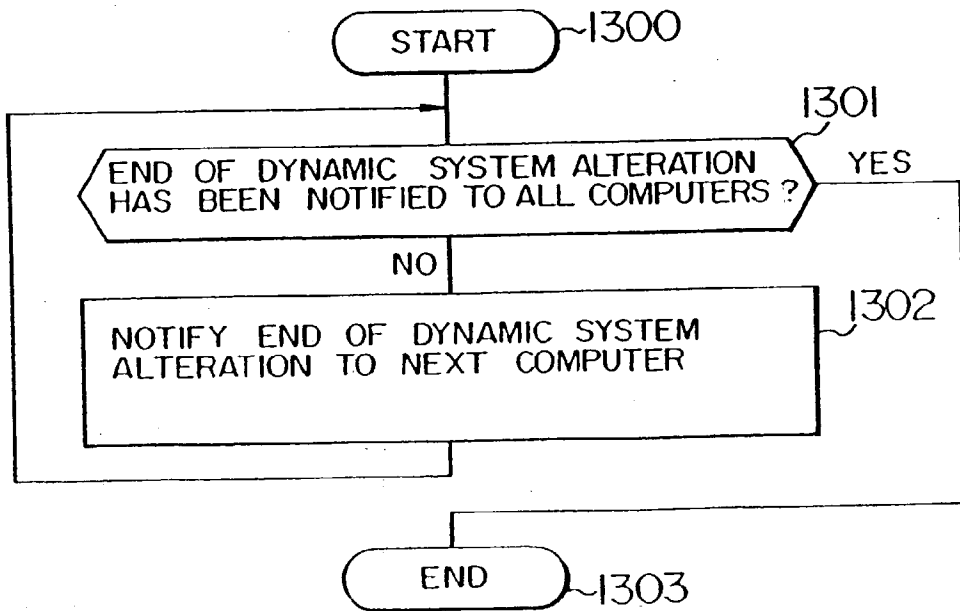 START
1300
1301
END OF DYNAMIC SYSTEM ALTERATION
HAS BEEN NOTIFIED TO ALL COMPUTERS ?
YES
NO
1302
NOTIFY END OF DYNAMIC SYSTEM
ALTERATION TO NEXT COMPUTER
END
1303